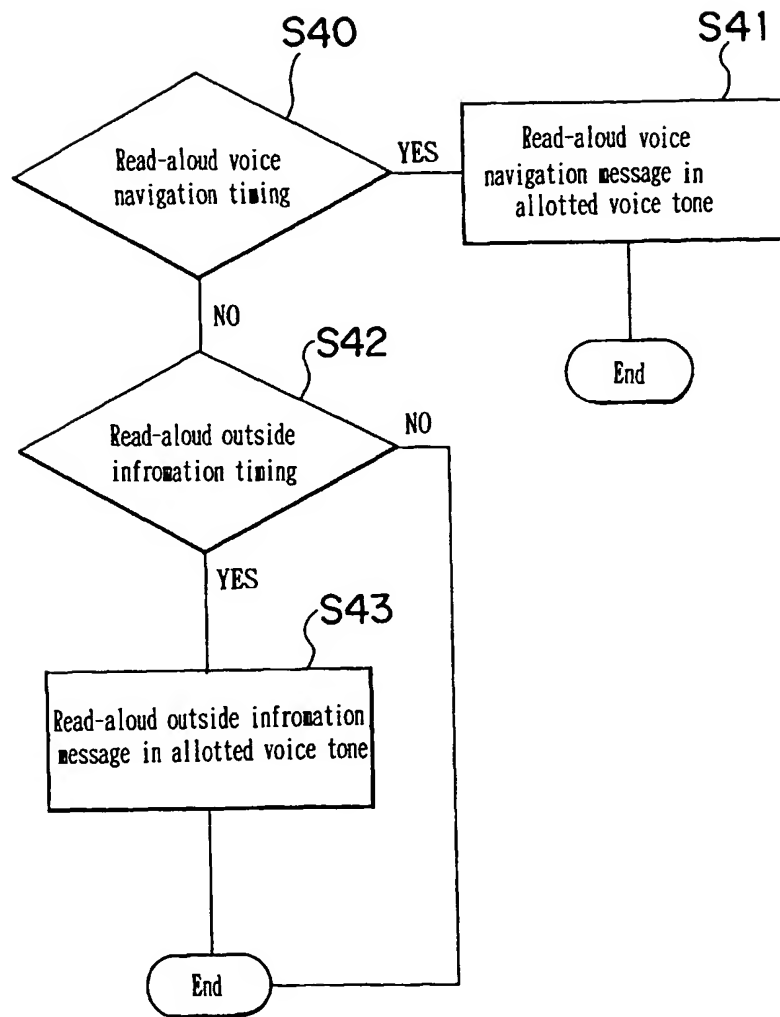 S40
S41
Read-aloud voice
navigation timing
YES
Read-aloud voice
navigation message in
allotted voice tone
NO
End
S42
Read-aloud outside
infromation timing
NO
YES
S43
Read-aloud outside infromation
message in allotted voice tone
End